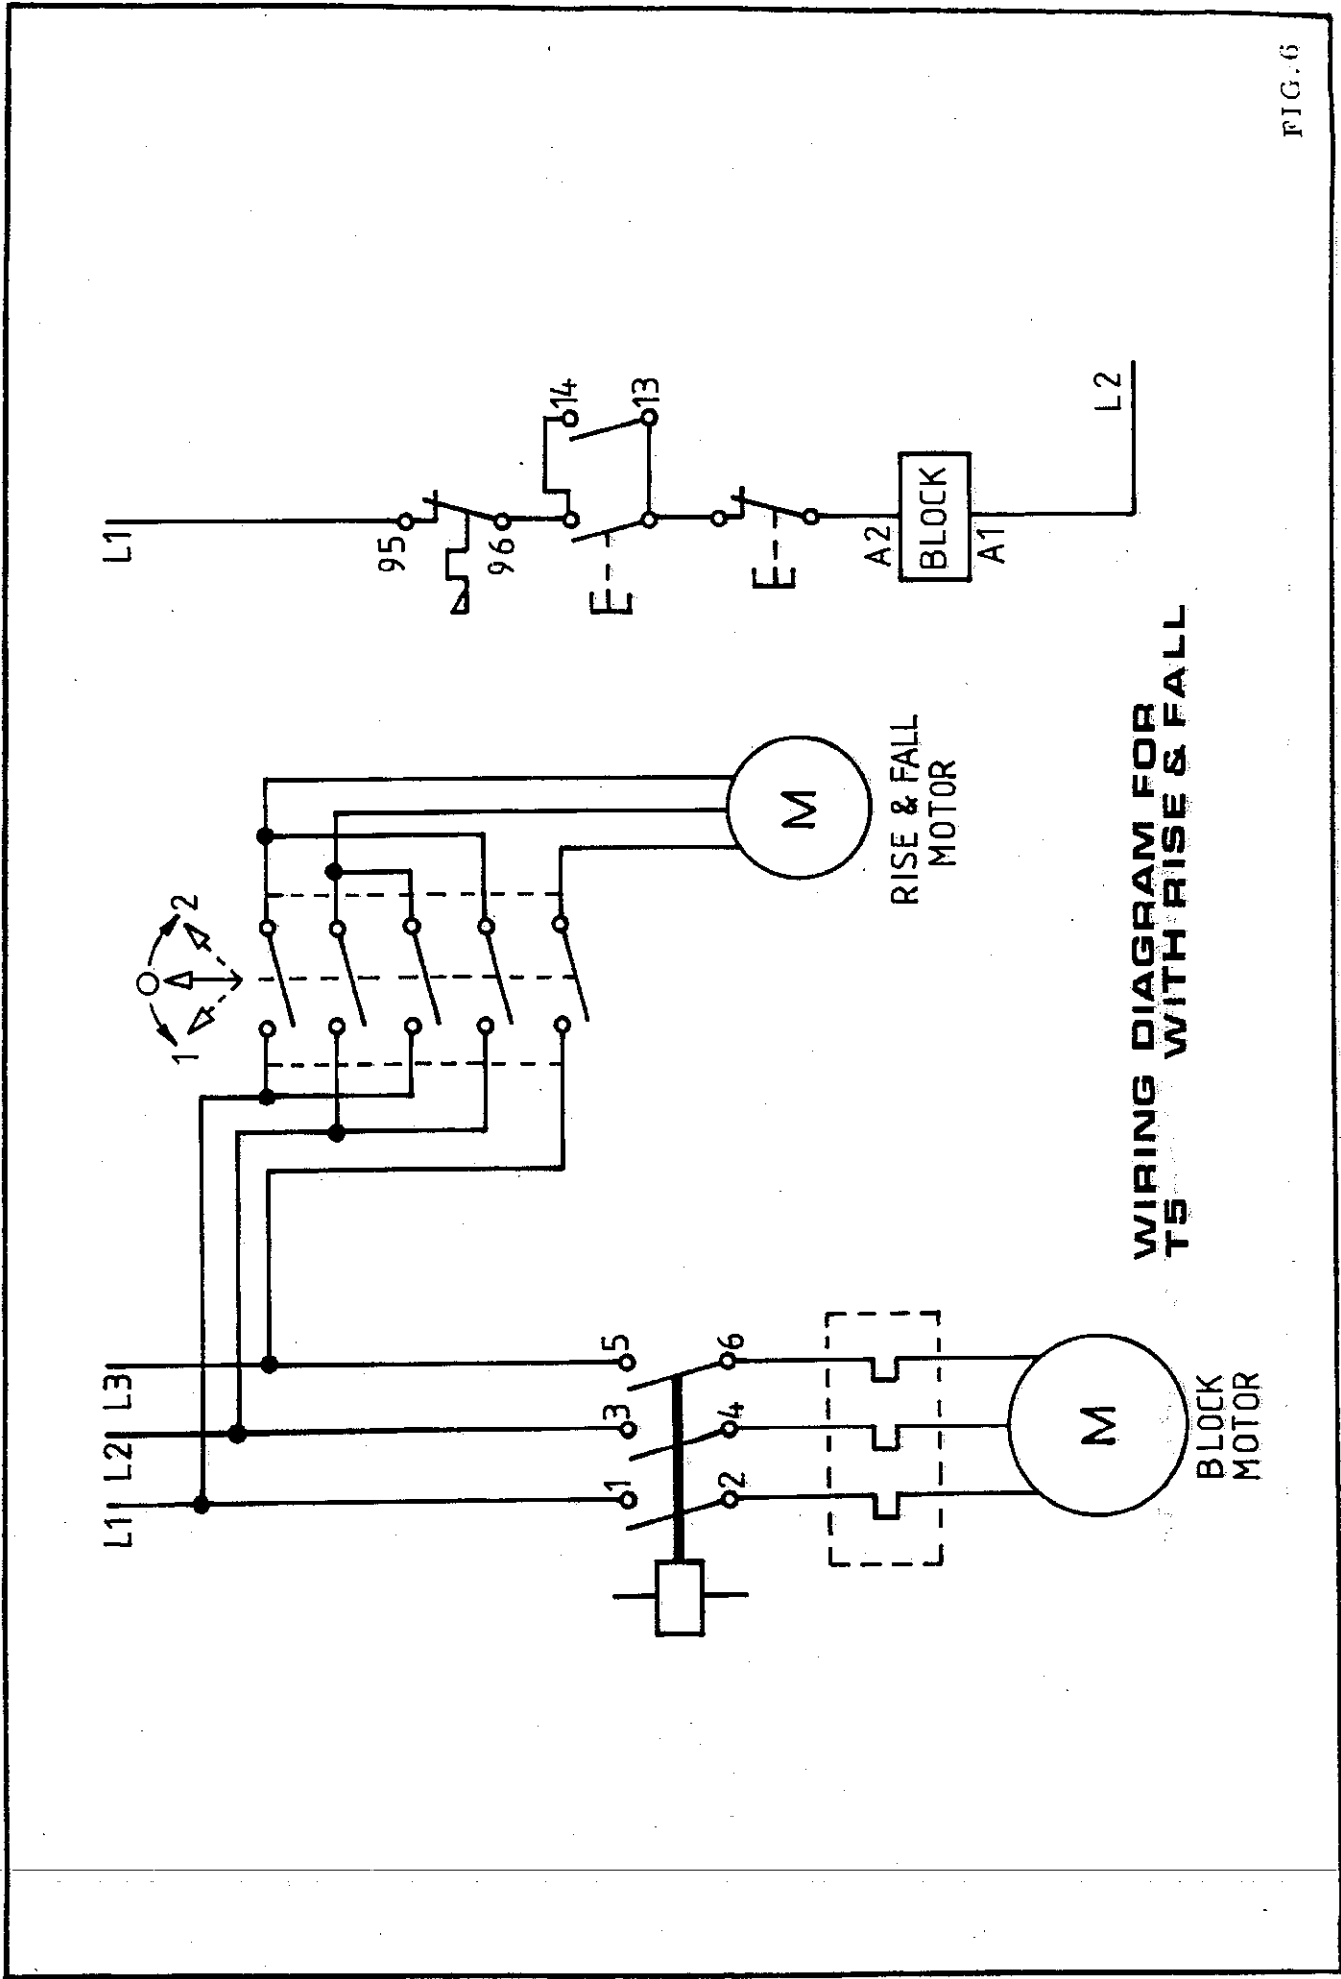 L1 L2 L3
1 3 5
2 4 6
M
BLOCK
MOTOR
1 2
M
RISE & FALL
MOTOR
L1
95
96
14
13
A2
BLOCK
A1
L2
WIRING DIAGRAM FOR
T5 WITH RISE & FALL
FIG.6